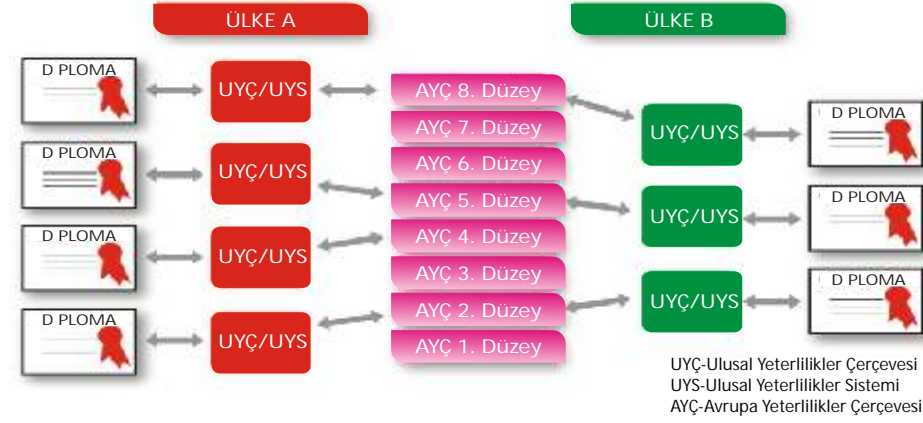 ÜLKE A
ÜLKE B
D PLOMA
UYÇ/UYS
D PLOMA
UYÇ/UYS
D PLOMA
UYÇ/UYS
D PLOMA
UYÇ/UYS
AYÇ 8. Düzey
AYÇ 7. Düzey
AYÇ 6. Düzey
AYÇ 5. Düzey
AYÇ 4. Düzey
AYÇ 3. Düzey
AYÇ 2. Düzey
AYÇ 1. Düzey
UYÇ/UYS
D PLOMA
UYÇ/UYS
D PLOMA
UYÇ/UYS
D PLOMA
UYÇ-Ulusal Yeterlilikler Çerçevesi
UYS-Ulusal Yeterlilikler Sistemi
AYÇ-Avrupa Yeterlilikler Çerçevesi